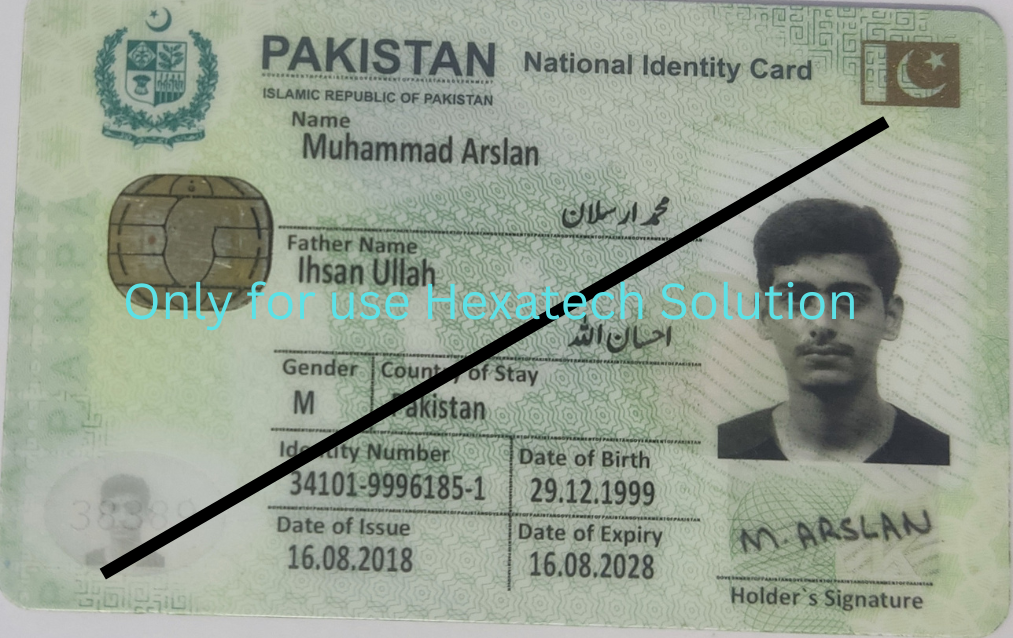 PAKISTAN National Identity Card
ISLAMIC REPUBLIC OF PAKISTAN
Name
Muhammad Arslan
محمد ارسلان
Father Name
Ihsan Ullah
Only for use Hexatech Solution
احسان اللہ
Gender Country of Stay
M Pakistan
Identity Number Date of Birth
34101-9996185-1 29.12.1999
Date of Issue Date of Expiry
16.08.2018 16.08.2028
M. ARSLAN
Holder`s Signature